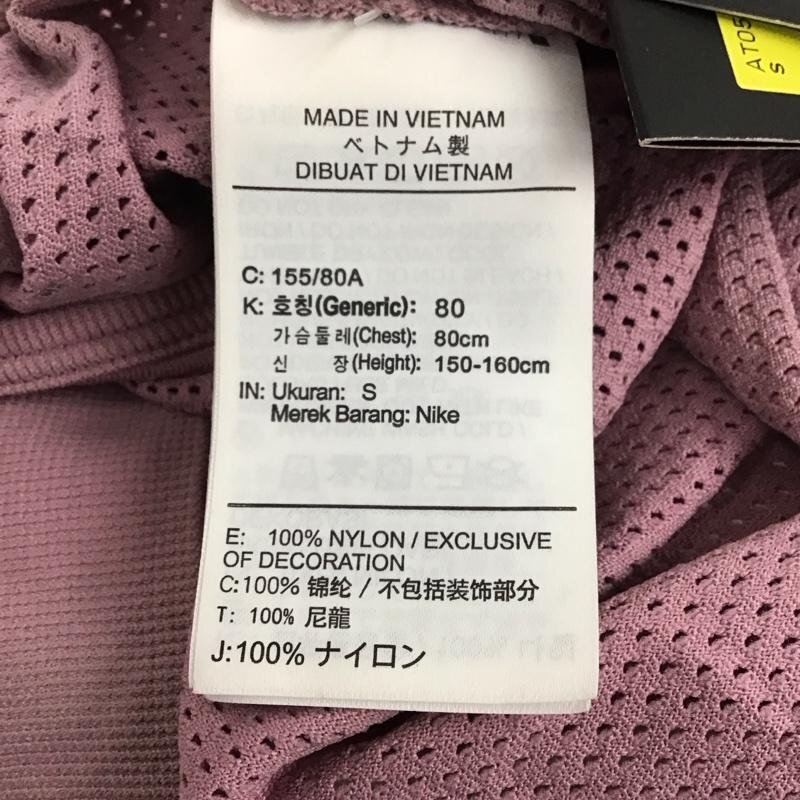 AT05
S
MADE IN VIETNAM
ベトナム製
DIBUAT DI VIETNAM
C: 155/80A
K: 호칭(Generic): 80
가슴둘레(Chest): 80cm
신 장(Height): 150-160cm
IN: Ukuran: S
Merek Barang: Nike
E: 100% NYLON / EXCLUSIVE
OF DECORATION
C:100% 锦纶 / 不包括装饰部分
T: 100% 尼龍
J:100% ナイロン